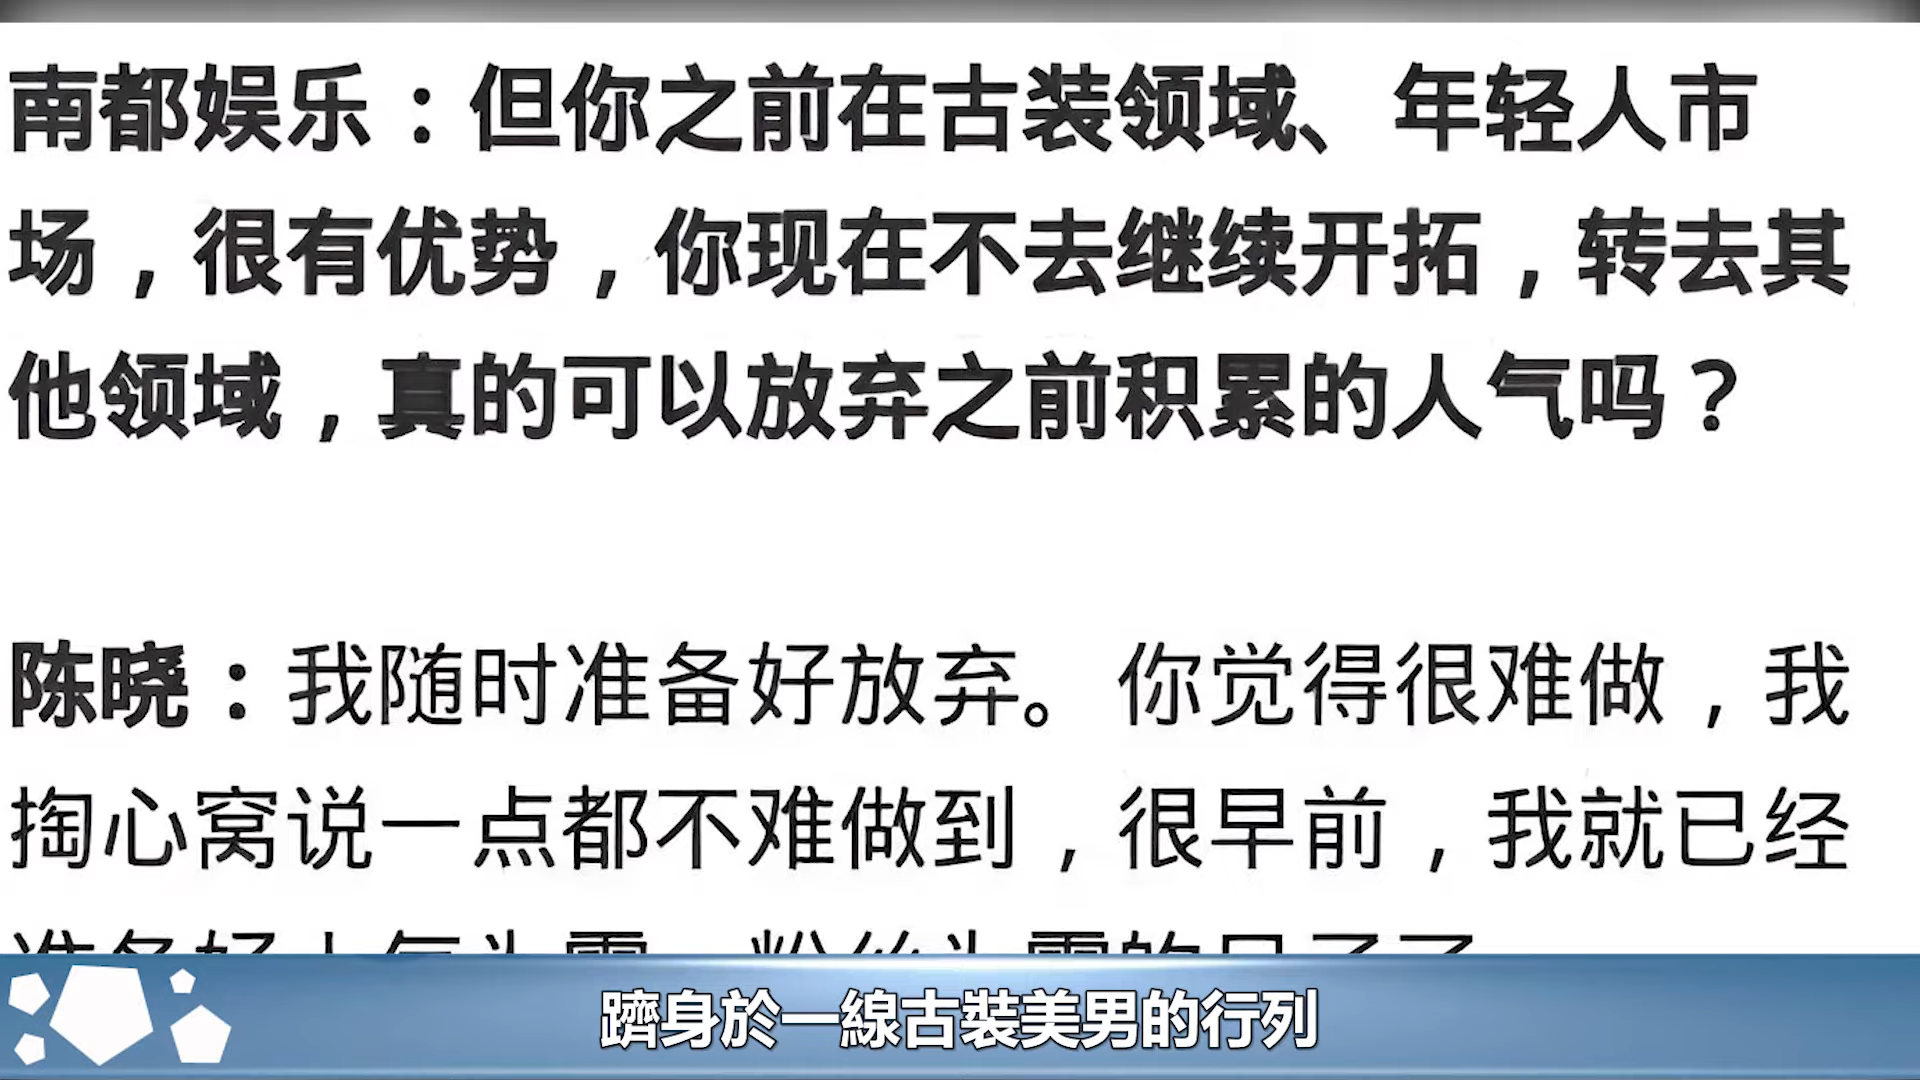 南都娱乐：但你之前在古装领域、年轻人市
场，很有优势，你现在不去继续开拓，转去其
他领域，真的可以放弃之前积累的人气吗？
陈晓：我随时准备好放弃。你觉得很难做，我
掏心窝说一点都不难做到，很早前，我就已经
躋身於一線古裝美男的行列